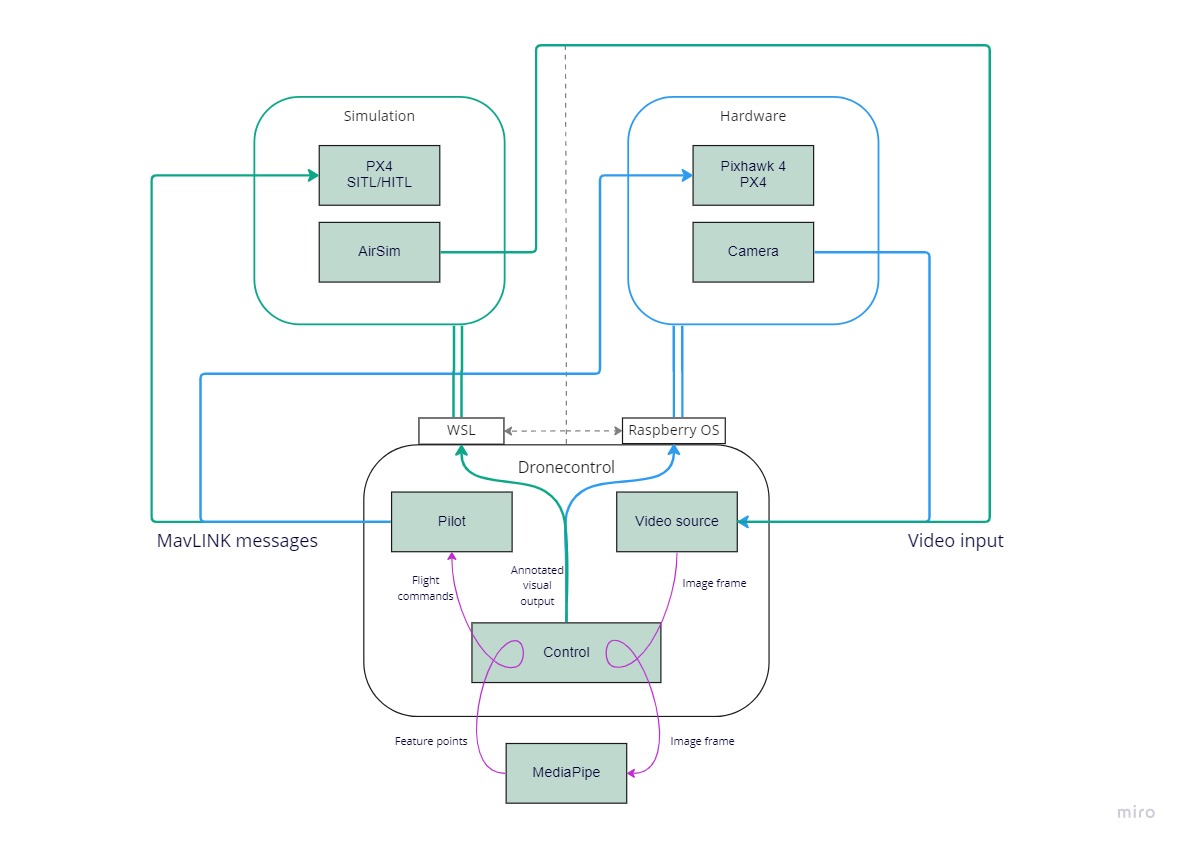 Simulation
Hardware
PX4
SITL/HITL
Pixhawk 4
PX4
AirSim
Camera
WSL
Raspberry OS
Dronecontrol
Pilot
Video source
MavLINK messages
Video input
Flight
commands
Annotated
visual
output
Image frame
Control
Feature points
Image frame
MediaPipe
miro